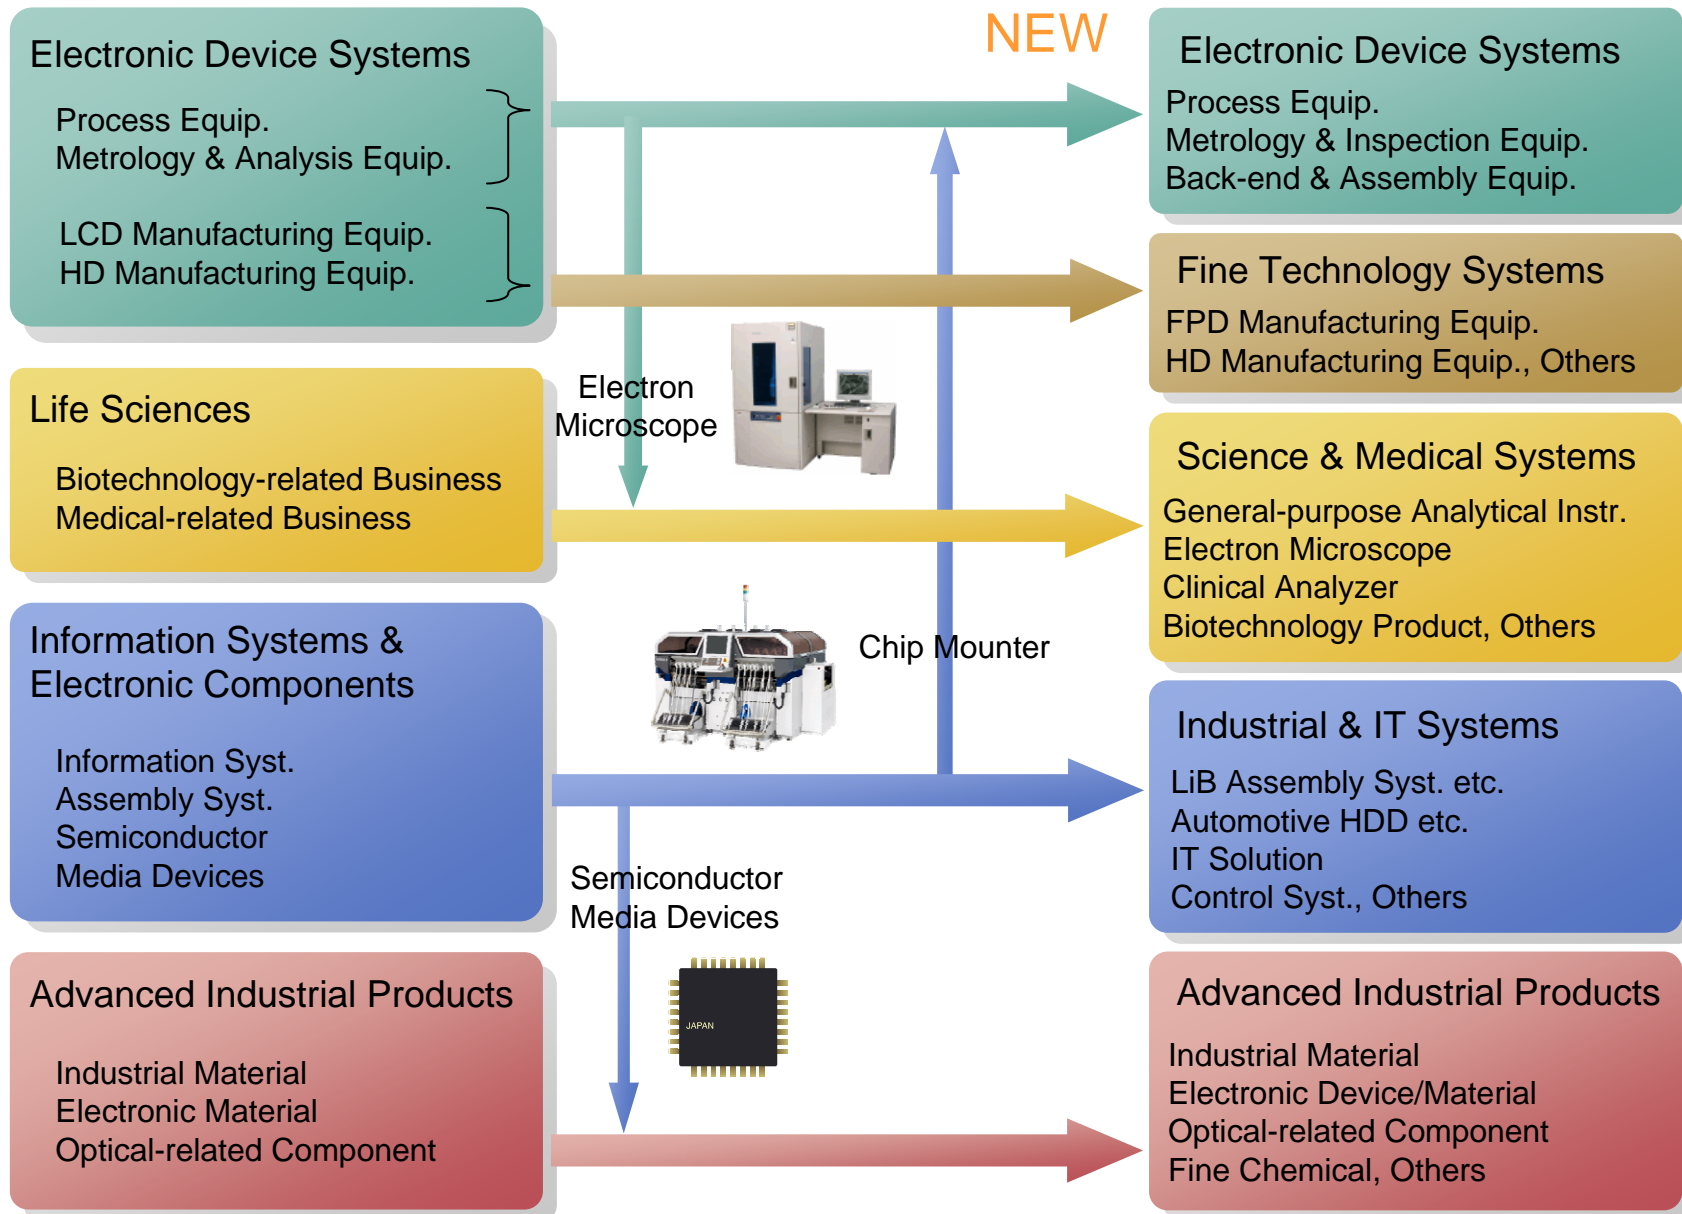 NEW
Electronic Device Systems
Process Equip.
Metrology & Analysis Equip.
LCD Manufacturing Equip.
HD Manufacturing Equip.
Life Sciences
Biotechnology-related Business
Medical-related Business
Information Systems &
Electronic Components
Information Syst.
Assembly Syst.
Semiconductor
Media Devices
Advanced Industrial Products
Industrial Material
Electronic Material
Optical-related Component
Electron
Microscope
Chip Mounter
Semiconductor
Media Devices
JAPAN
Electronic Device Systems
Process Equip.
Metrology & Inspection Equip.
Back-end & Assembly Equip.
Fine Technology Systems
FPD Manufacturing Equip.
HD Manufacturing Equip., Others
Science & Medical Systems
General-purpose Analytical Instr.
Electron Microscope
Clinical Analyzer
Biotechnology Product, Others
Industrial & IT Systems
LiB Assembly Syst. etc.
Automotive HDD etc.
IT Solution
Control Syst., Others
Advanced Industrial Products
Industrial Material
Electronic Device/Material
Optical-related Component
Fine Chemical, Others